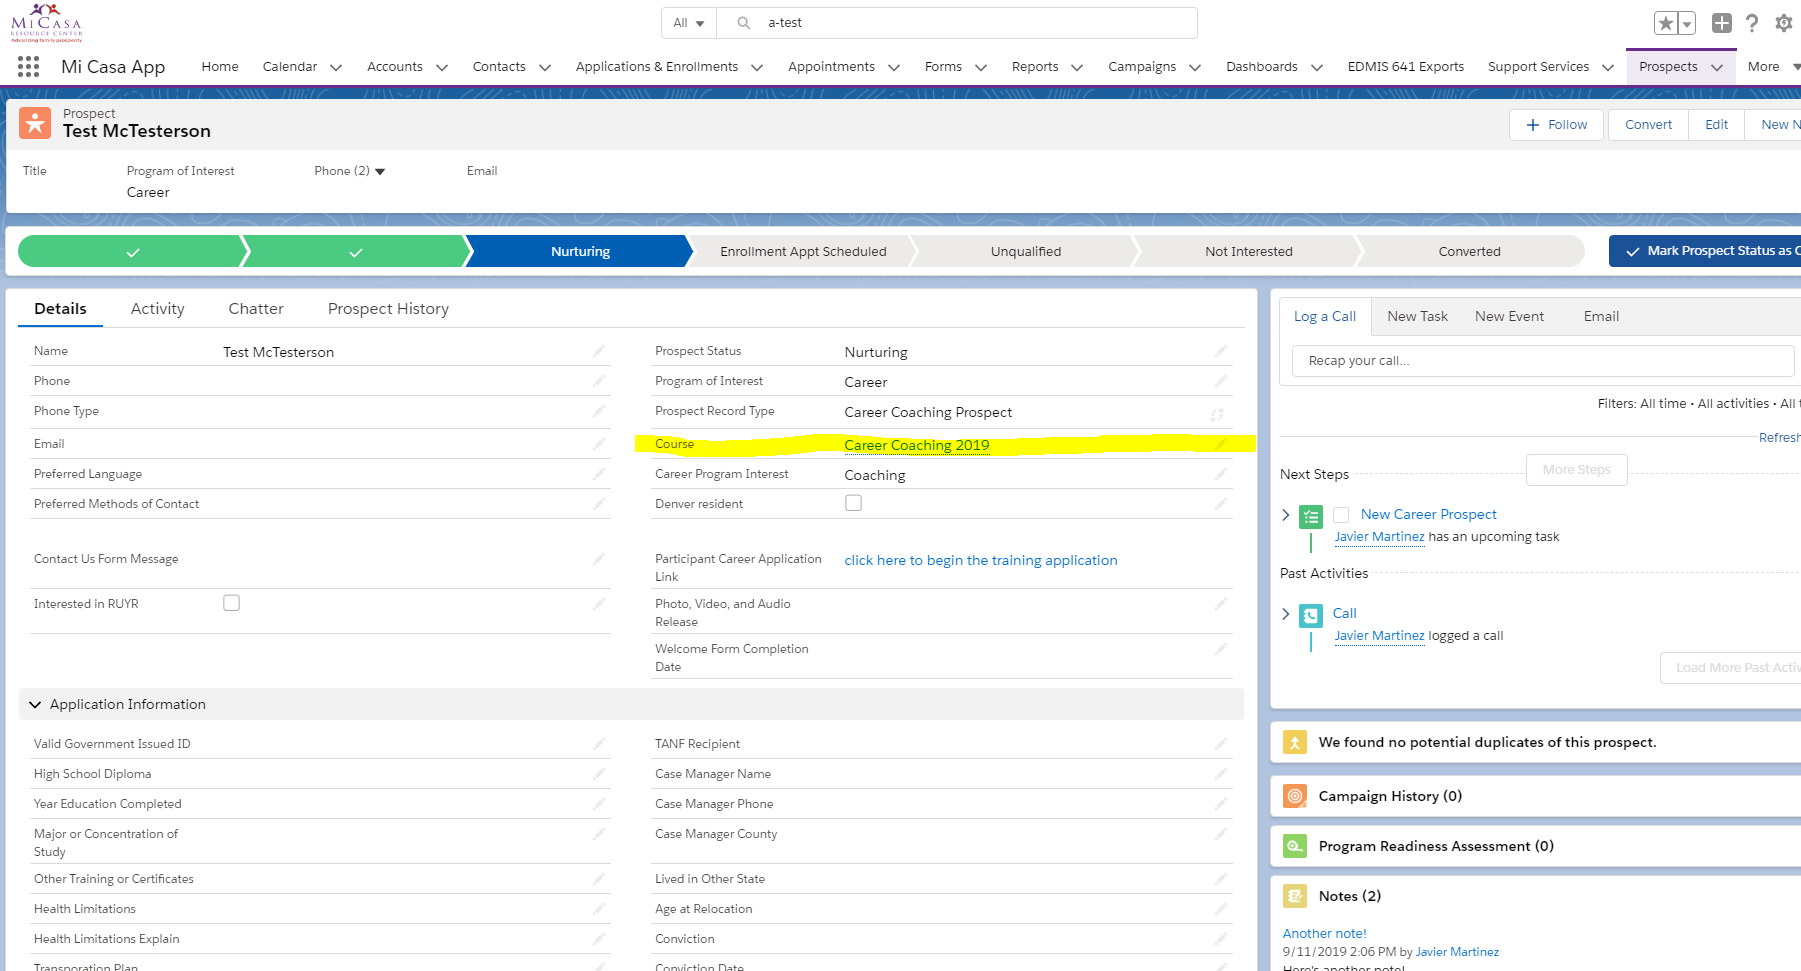 MI CASA
RESOURCE CENTER
Advancing family prosperity
All
a-test
Mi Casa App
Home
Calendar
Accounts
Contacts
Applications & Enrollments
Appointments
Forms
Reports
Campaigns
Dashboards
EDMIS 641 Exports
Support Services
Prospects
More
Prospect
Test McTesterson
Follow
Convert
Edit
New N
Title
Program of Interest
Phone (2)
Email
Career
Nurturing
Enrollment Appt Scheduled
Unqualified
Not Interested
Converted
Mark Prospect Status as C
Details
Activity
Chatter
Prospect History
Name
Test McTesterson
Phone
Phone Type
Email
Preferred Language
Preferred Methods of Contact
Contact Us Form Message
Interested in RUYR
Prospect Status
Nurturing
Program of Interest
Career
Prospect Record Type
Career Coaching Prospect
Course
Career Coaching 2019
Career Program Interest
Coaching
Denver resident
Participant Career Application
Link
click here to begin the training application
Photo, Video, and Audio
Release
Welcome Form Completion
Date
Application Information
Valid Government Issued ID
High School Diploma
Year Education Completed
Major or Concentration of
Study
Other Training or Certificates
Health Limitations
Health Limitations Explain
Transporation Plan
TANF Recipient
Case Manager Name
Case Manager Phone
Case Manager County
Lived in Other State
Age at Relocation
Conviction
Conviction Date
Log a Call
New Task
New Event
Email
Recap your call...
Filters: All time • All activities • All t
Refresh
Next Steps
More Steps
New Career Prospect
Javier Martinez has an upcoming task
Past Activities
Call
Javier Martinez logged a call
Load More Past Activ
We found no potential duplicates of this prospect.
Campaign History (0)
Program Readiness Assessment (0)
Notes (2)
Another note!
9/11/2019 2:06 PM by Javier Martinez
Here's another note!